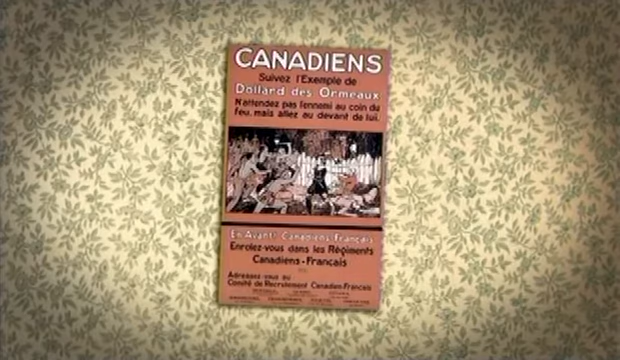 CANADIENS
Suivez l'Exemple de
Dollard des Ormeaux
N'attendez pas l'ennemi au coin du
feu, mais allez au devant de lui.
En Avant! Canadiens-Français
Enrolez-vous dans les Régiments
Canadiens-Français
Adressez-vous au
Comité de Recrutement Canadien-Français